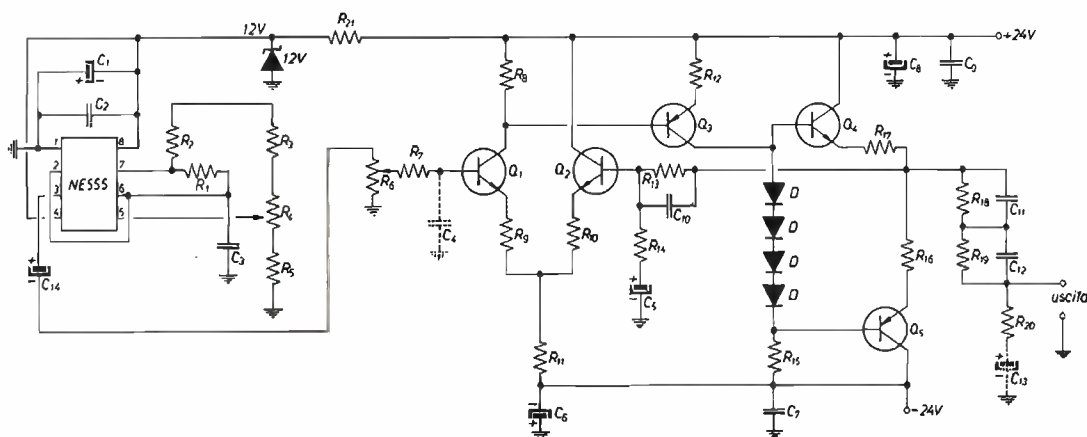 12V
R21
+24V
12V
C1
R8
R12
C8
C9
C2
Q3
Q4
R2
R3
R17
1
8
2
7
R7
3
NE555
6
R1
R6
Q1
Q2
R13
D
R18
C11
4
5
R4
C10
C4
R9
R10
R14
D
C14
C3
R16
R19
C12
R5
C5
D
uscita
D
Q5
R20
R11
R15
C13
C6
C7
-24V